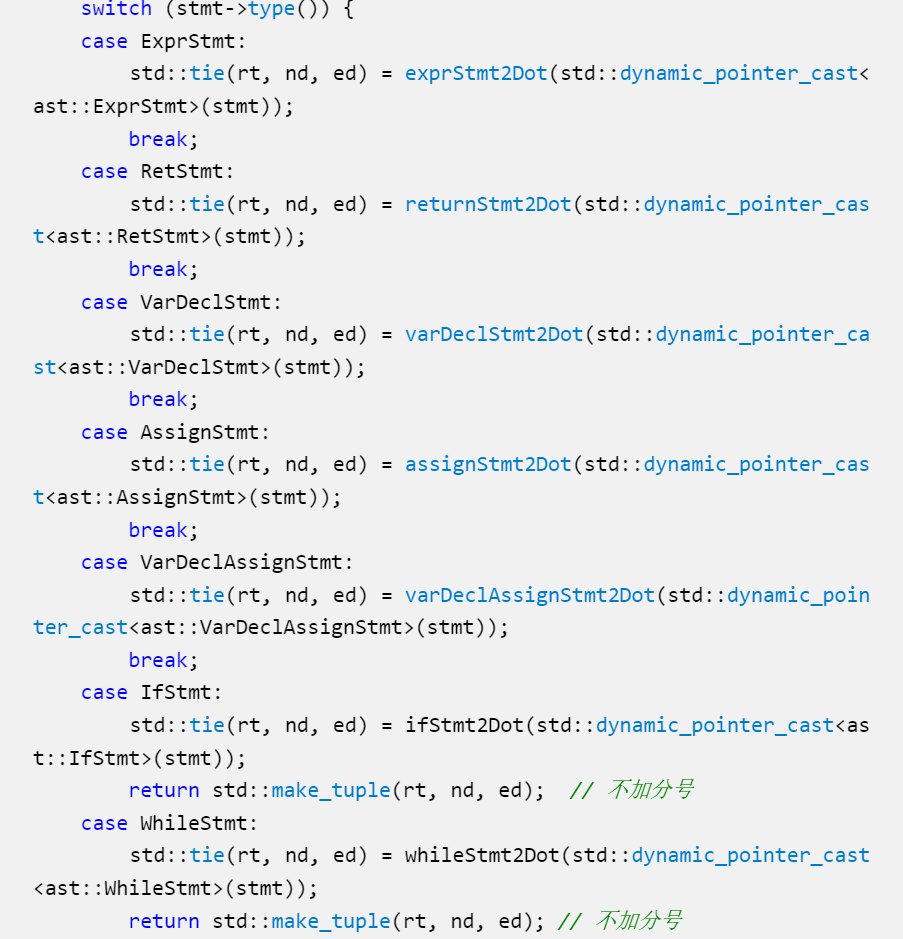 switch (stmt->type()) {
    case ExprStmt:
        std::tie(rt, nd, ed) = exprStmt2Dot(std::dynamic_pointer_cast<
ast::ExprStmt>(stmt));
        break;
    case RetStmt:
        std::tie(rt, nd, ed) = returnStmt2Dot(std::dynamic_pointer_cas
t<ast::RetStmt>(stmt));
        break;
    case VarDeclStmt:
        std::tie(rt, nd, ed) = varDeclStmt2Dot(std::dynamic_pointer_ca
st<ast::VarDeclStmt>(stmt));
        break;
    case AssignStmt:
        std::tie(rt, nd, ed) = assignStmt2Dot(std::dynamic_pointer_cas
t<ast::AssignStmt>(stmt));
        break;
    case VarDeclAssignStmt:
        std::tie(rt, nd, ed) = varDeclAssignStmt2Dot(std::dynamic_poin
ter_cast<ast::VarDeclAssignStmt>(stmt));
        break;
    case IfStmt:
        std::tie(rt, nd, ed) = ifStmt2Dot(std::dynamic_pointer_cast<as
t::IfStmt>(stmt));
        return std::make_tuple(rt, nd, ed);  // 不加分号
    case WhileStmt:
        std::tie(rt, nd, ed) = whileStmt2Dot(std::dynamic_pointer_cast
<ast::WhileStmt>(stmt));
        return std::make_tuple(rt, nd, ed); // 不加分号